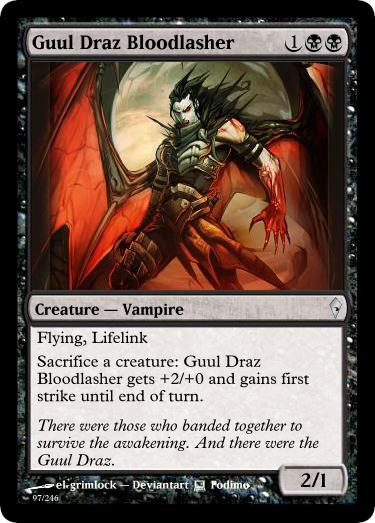 Guul Draz Bloodlasher 1
Creature — Vampire
Flying, Lifelink
Sacrifice a creature: Guul Draz
Bloodlasher gets +2/+0 and gains first
strike until end of turn.
There were those who banded together to
survive the awakening. And there were the
Guul Draz.
2/1
el-grimlock — Deviantart Podimo
97/246